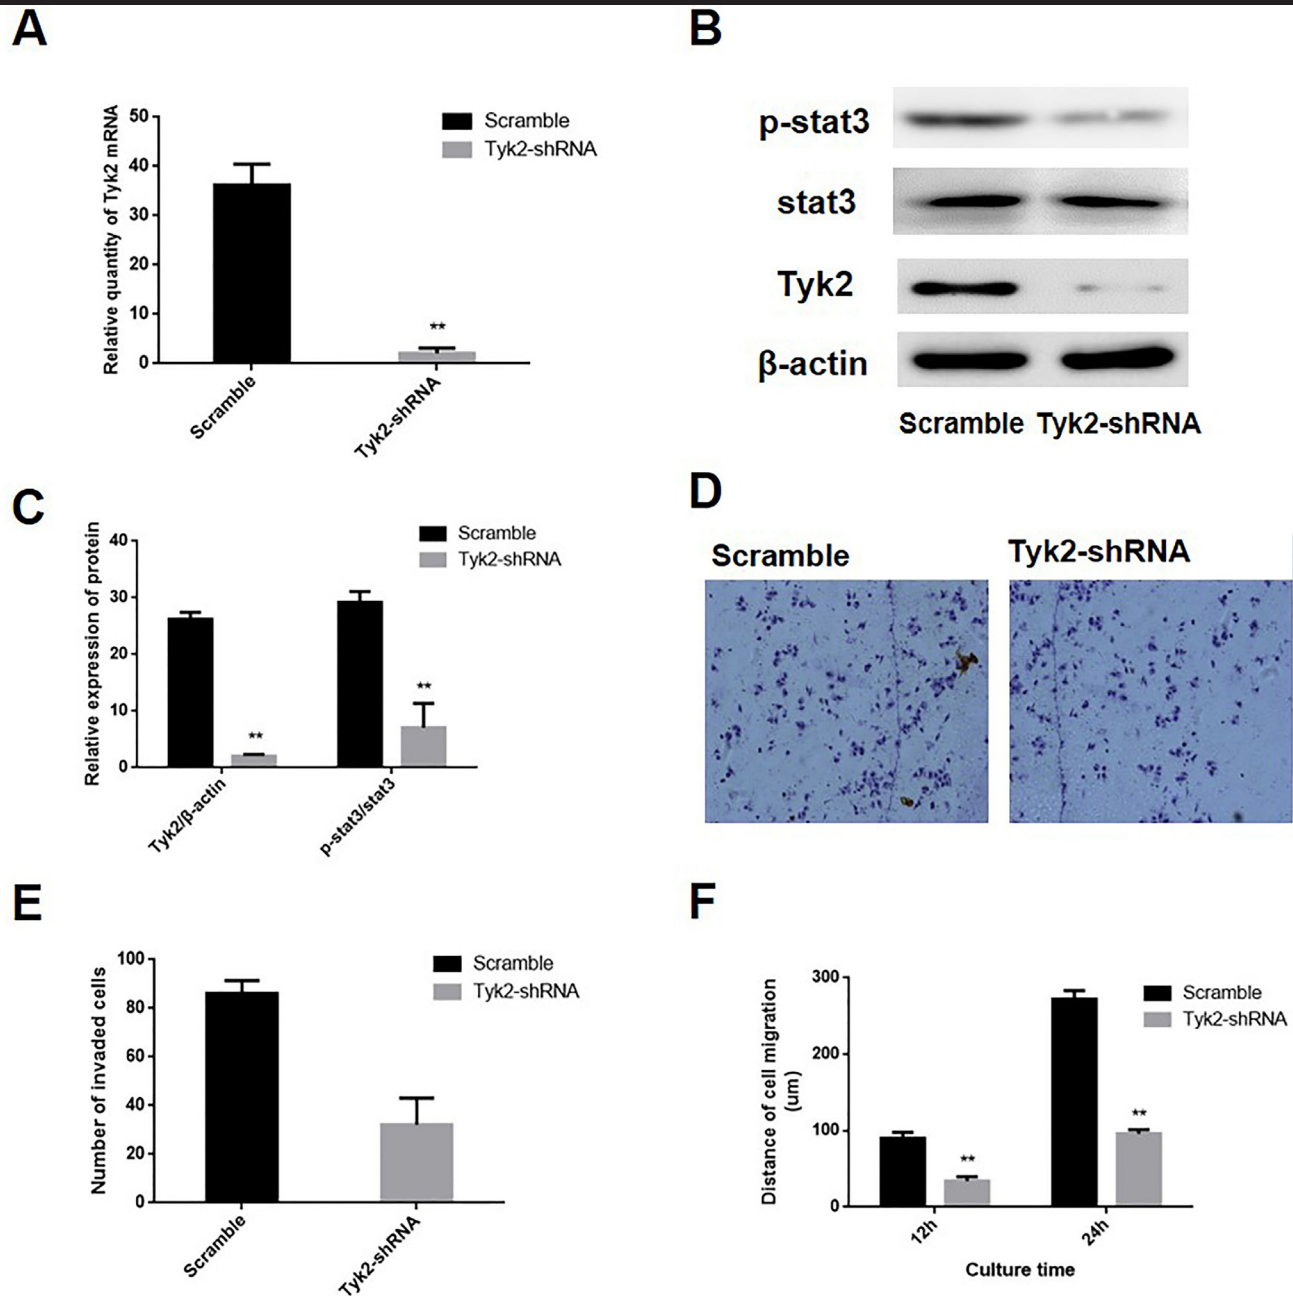 A
Relative quantity of Tyk2 mRNA
50
40
30
20
10
0
Scramble
Tyk2-shRNA
**
Scramble
Tyk2-shRNA
B
p-stat3
stat3
Tyk2
β-actin
Scramble Tyk2-shRNA
C
Relative expression of protein
40
30
20
10
0
Scramble
Tyk2-shRNA
**
**
Tyk2/β-actin
p-stat3/stat3
D
Scramble
Tyk2-shRNA
E
Number of invaded cells
100
80
60
40
20
0
Scramble
Tyk2-shRNA
Scramble
Tyk2-shRNA
F
Distance of cell migration
(um)
300
200
100
0
Scramble
Tyk2-shRNA
**
**
12h
24h
Culture time